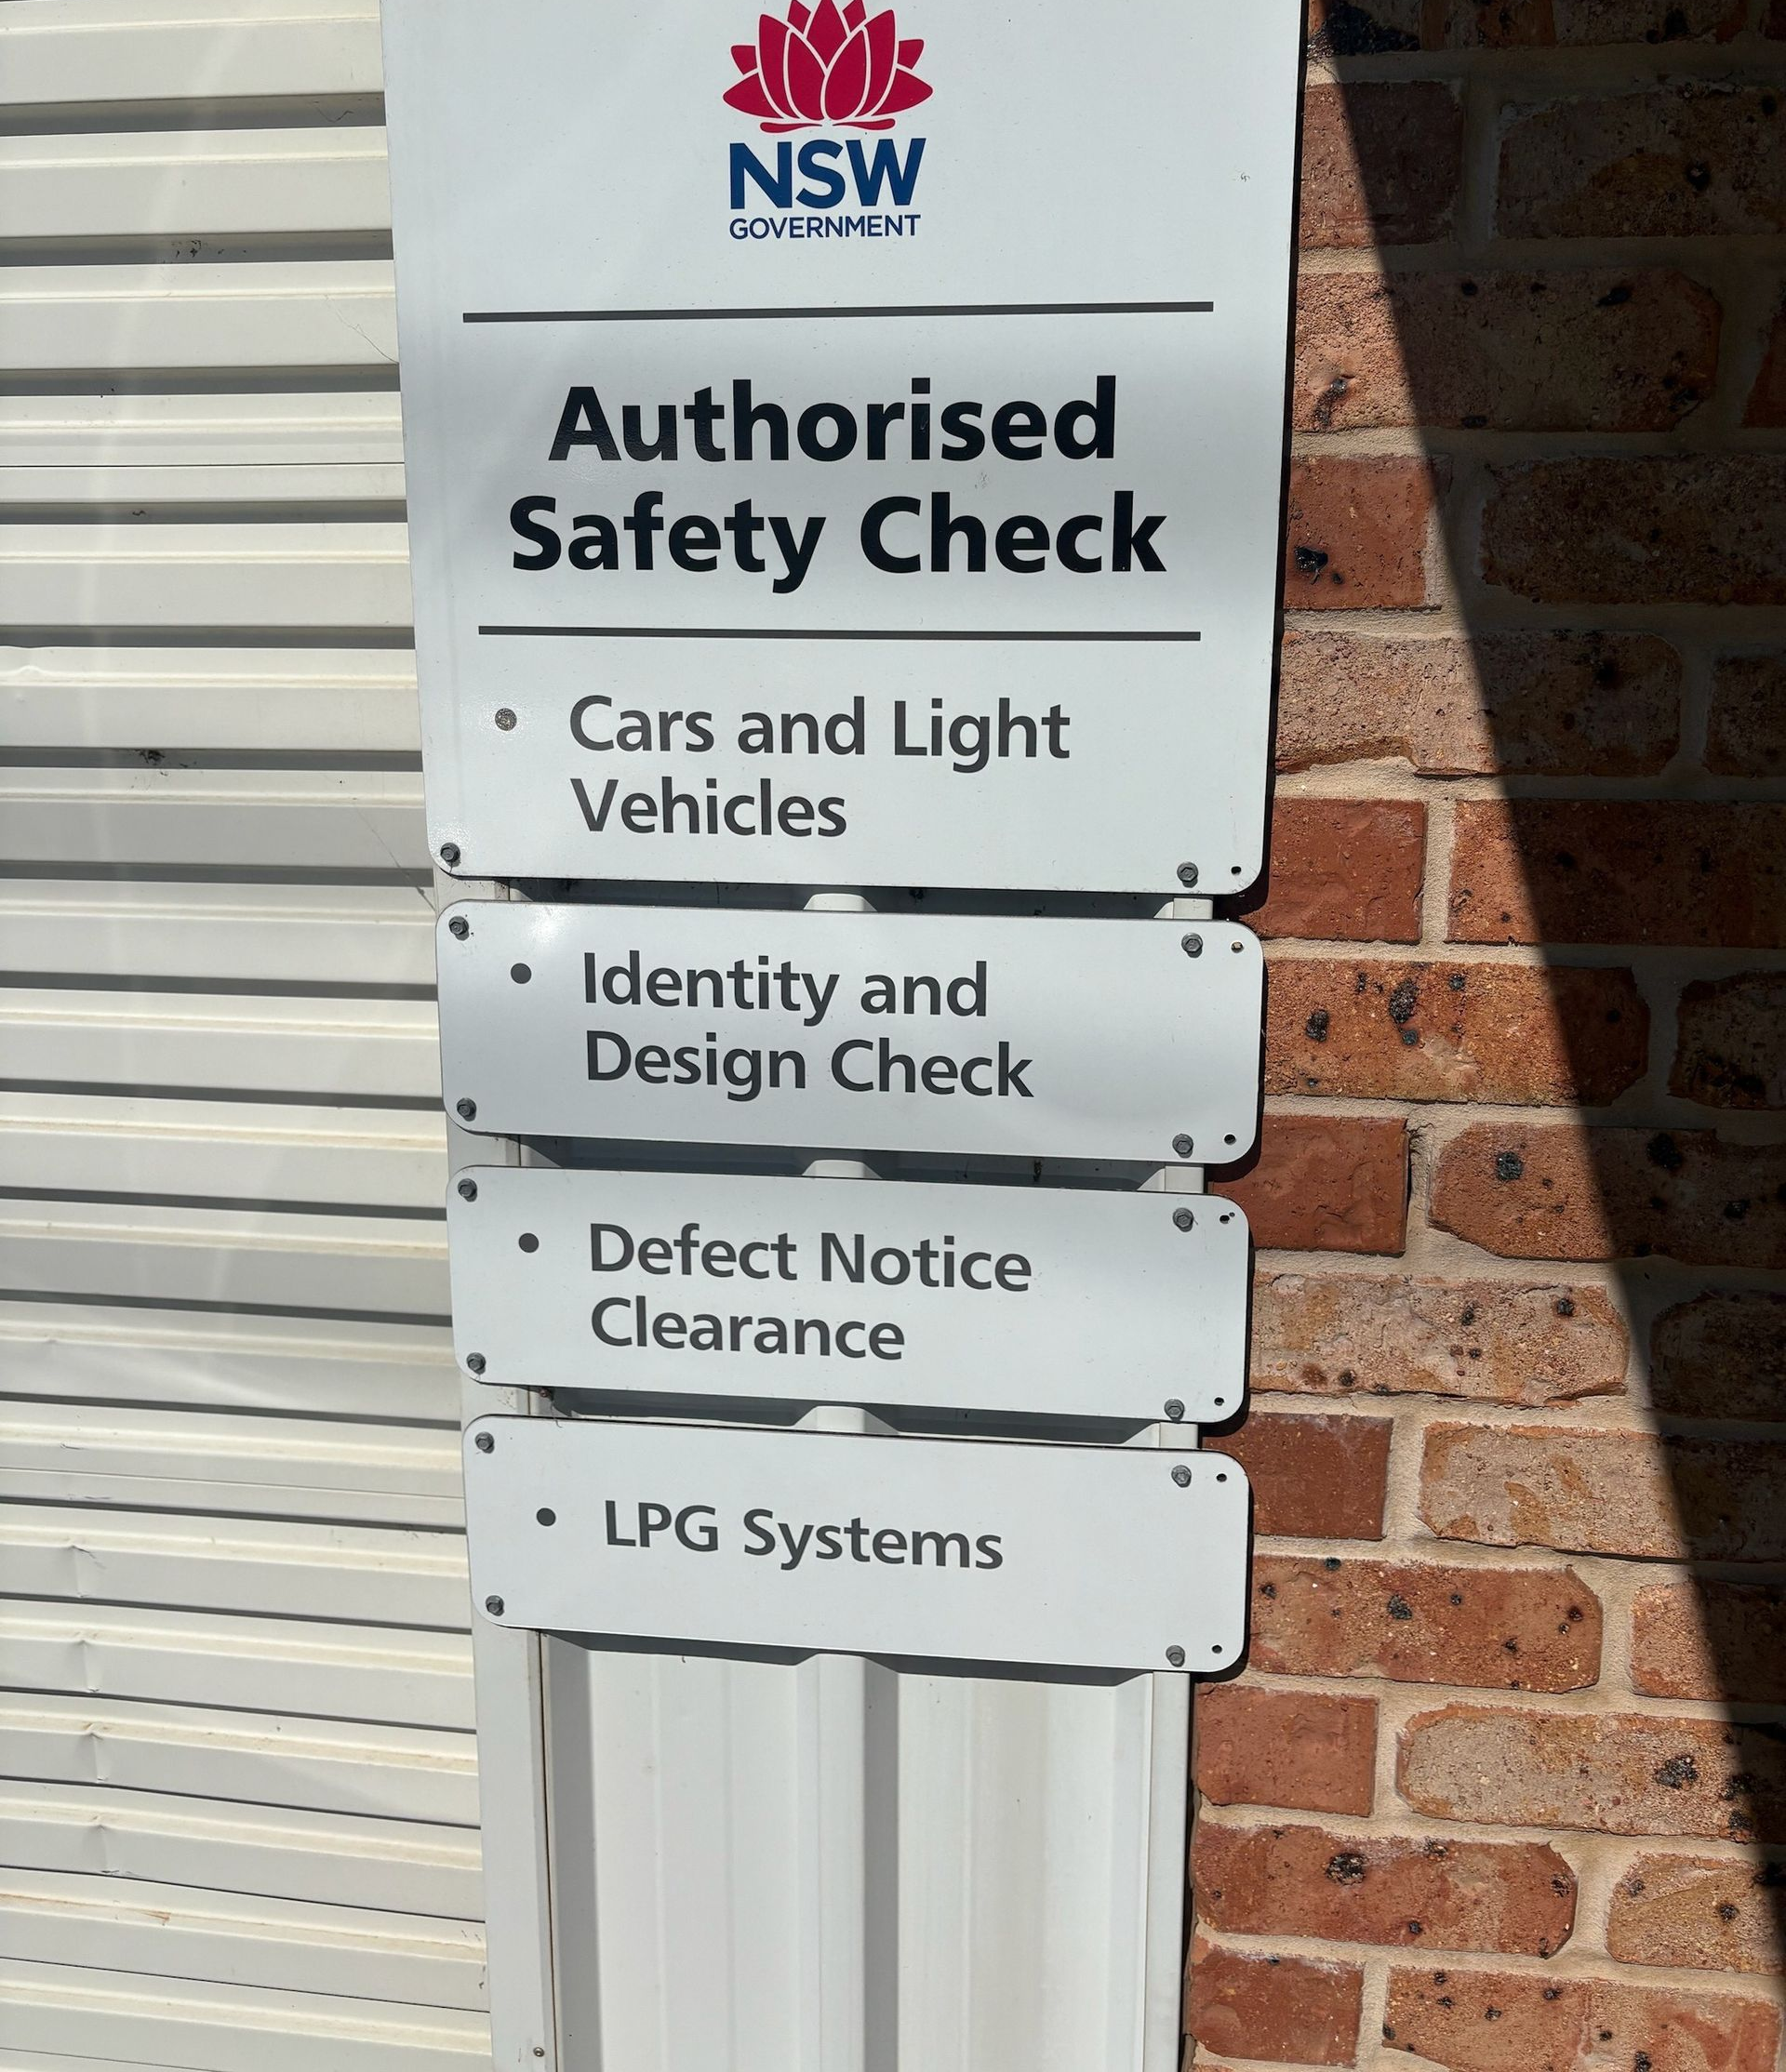 NSW
GOVERNMENT
Authorised
Safety Check
• Cars and Light
Vehicles
• Identity and
Design Check
• Defect Notice
Clearance
• LPG Systems